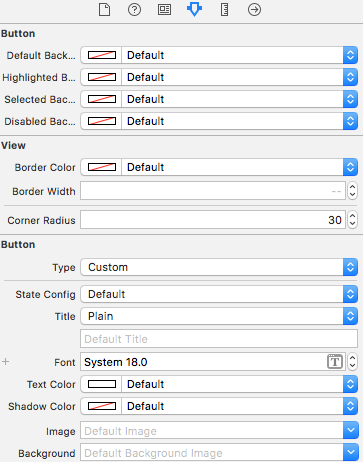 Button
Default Back... Default
Highlighted B... Default
Selected Bac... Default
Disabled Bac... Default
View
Border Color Default
Border Width --
Corner Radius 30
Button
Type Custom
State Config Default
Title Plain
Default Title
+ Font System 18.0 T
Text Color Default
Shadow Color Default
Image Default Image
Background Default Background Image